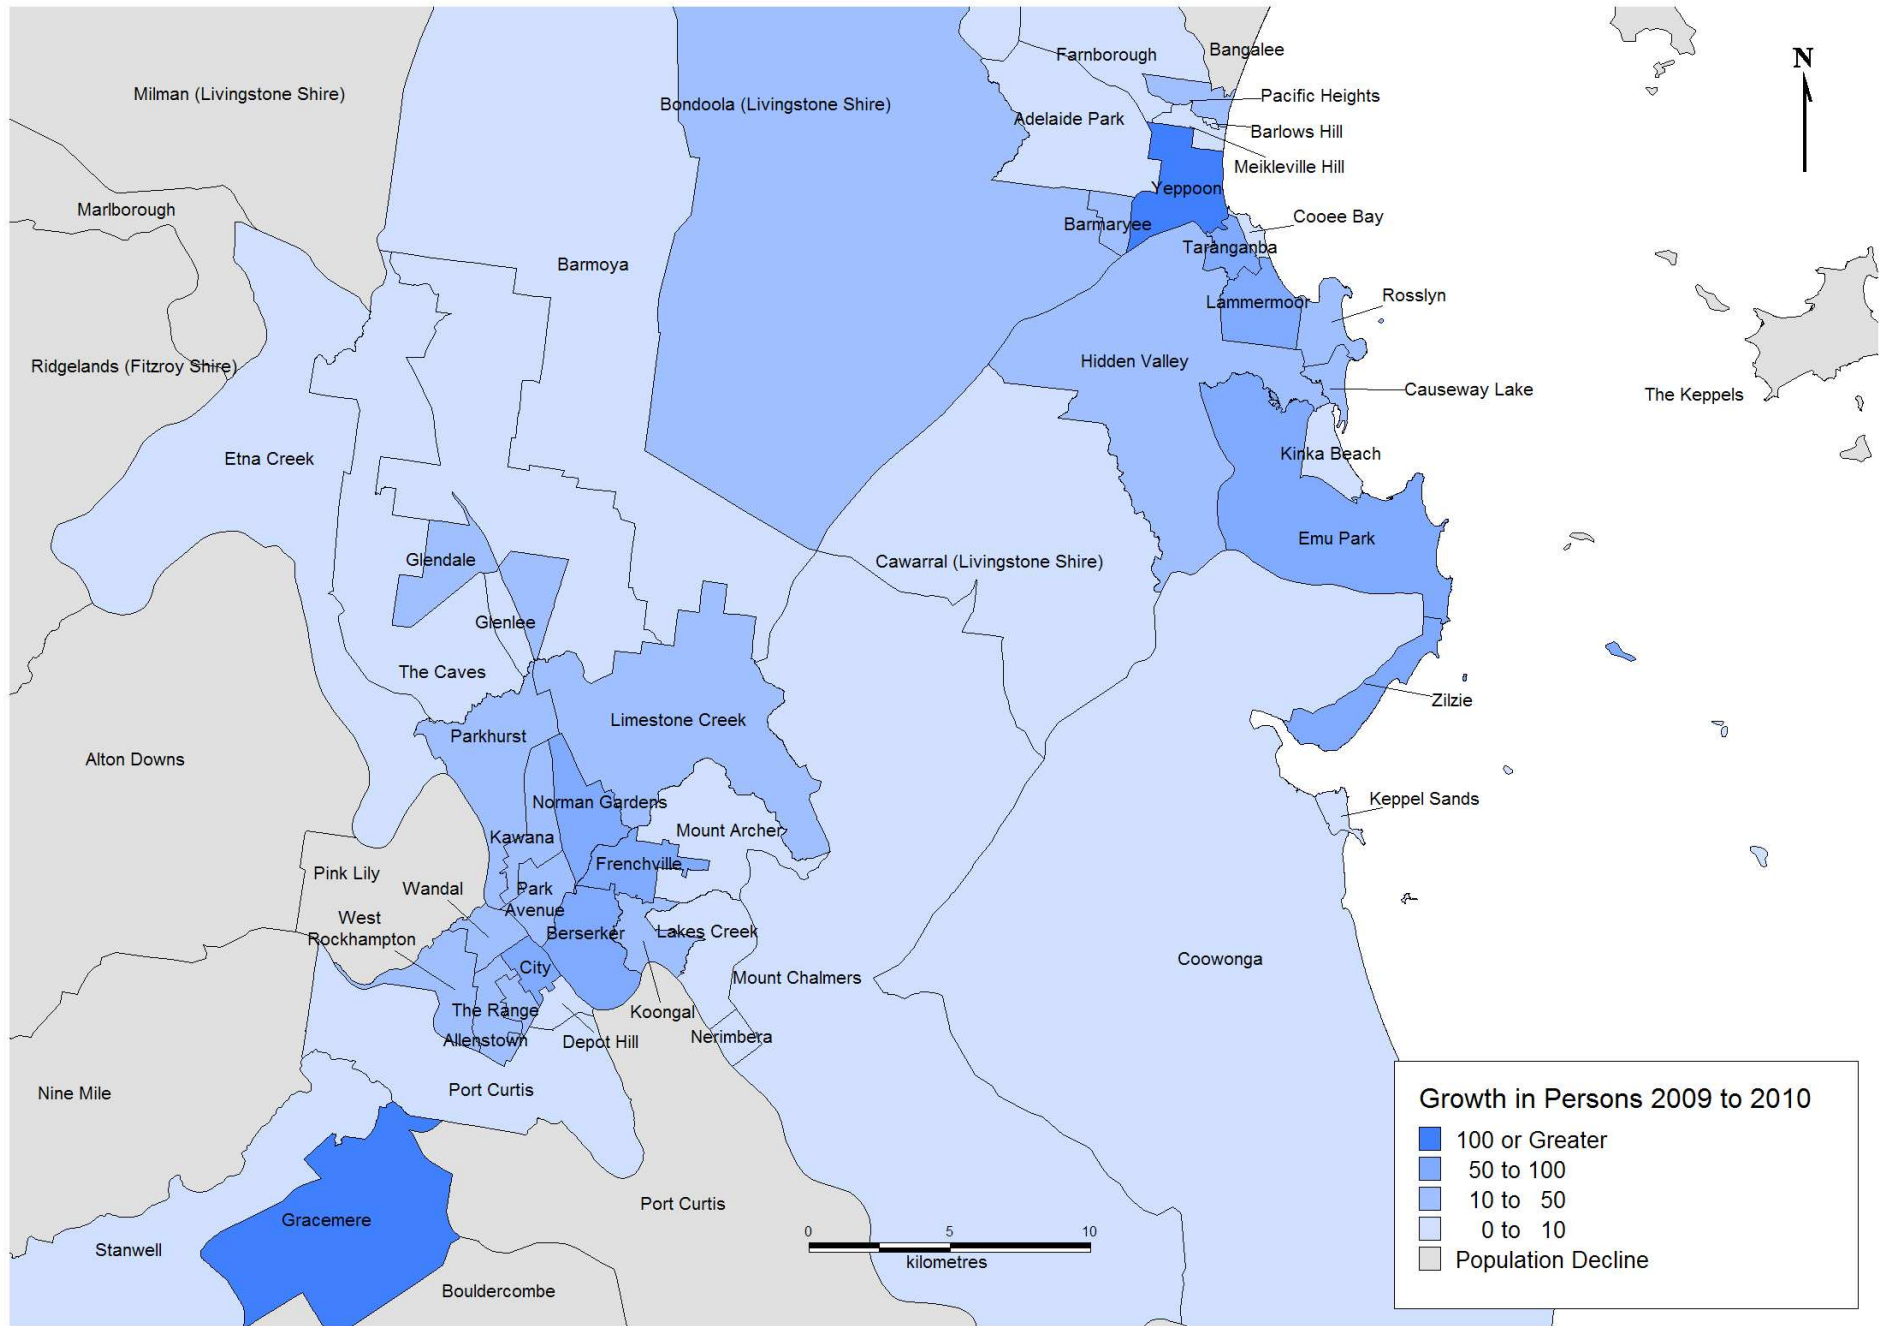 Farnborough
Bangalee
N
Milman (Livingstone Shire)
Bondoola (Livingstone Shire)
Pacific Heights
Adelaide Park
Barlows Hill
Meikleville Hill
Yeppoon
Marlborough
Cooee Bay
Barmaryee
Taranganba
Barmoya
Rosslyn
Lammermoor
Ridgelands (Fitzroy Shire)
Hidden Valley
Causeway Lake
The Keppels
Etna Creek
Kinka Beach
Emu Park
Glendale
Cawarral (Livingstone Shire)
Glenlee
The Caves
Zilzie
Limestone Creek
Parkhurst
Alton Downs
Norman Gardens
Keppel Sands
Mount Archer
Kawana
Frenchville
Pink Lily
Wandal
Park
Avenue
West
Rockhampton
Berserker
Lakes Creek
Coowonga
City
Mount Chalmers
The Range
Koongal
Nerimbera
Allenstown
Depot Hill
Port Curtis
Nine Mile
Growth in Persons 2009 to 2010
100 or Greater
50 to 100
10 to 50
0 to 10
Population Decline
Port Curtis
Gracemere
0 5 10
kilometres
Stanwell
Bouldercombe